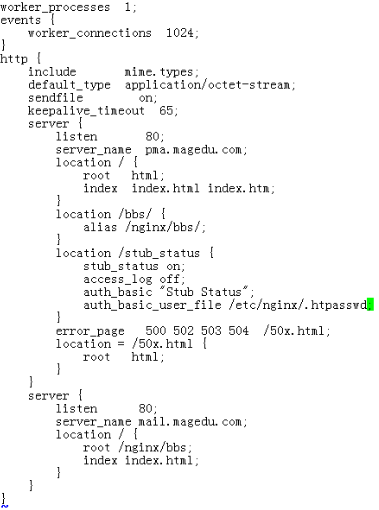 worker_processes  1;
events {
    worker_connections  1024;
}
http {
    include       mime.types;
    default_type  application/octet-stream;
    sendfile        on;
    keepalive_timeout  65;
    server {
        listen       80;
        server_name  pma.magedu.com;
        location / {
            root   html;
            index  index.html index.htm;
        }
        location /bbs/ {
            alias /nginx/bbs/;
        }
        location /stub_status {
            stub_status on;
            access_log off;
            auth_basic "Stub Status";
            auth_basic_user_file /etc/nginx/.htpasswd;
        }
        error_page   500 502 503 504  /50x.html;
        location = /50x.html {
            root   html;
        }
    }
    server {
        listen      80;
        server_name mail.magedu.com;
        location / {
            root /nginx/bbs;
            index index.html;
        }
    }
}
~